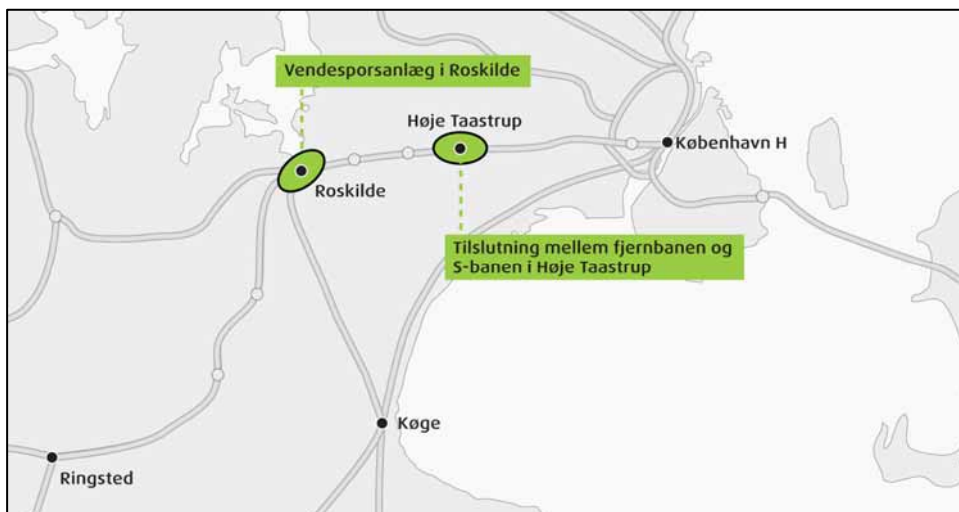 Vendesporsanlæg i Roskilde
Høje Taastrup
København H
Roskilde
Tilslutning mellem fjernbanen og
S-banen i Høje Taastrup
Køge
Ringsted